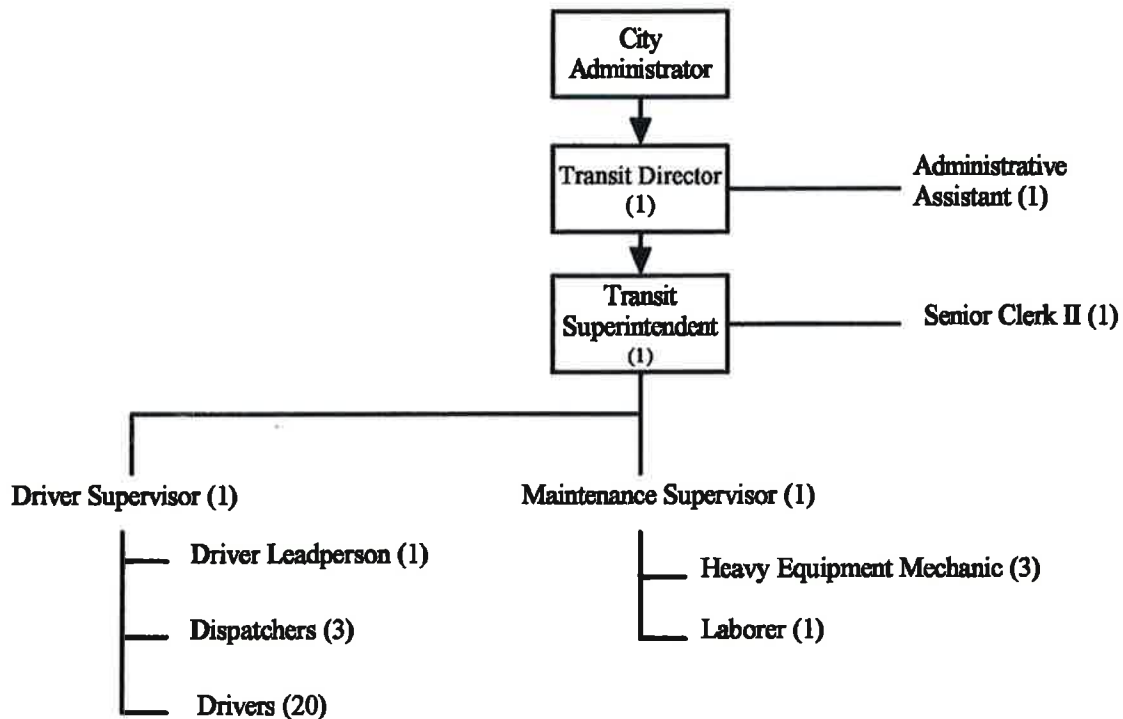 City
Administrator
Transit Director
(1)
Administrative
Assistant (1)
Transit
Superintendent
(1)
Senior Clerk II (1)
Driver Supervisor (1)
Maintenance Supervisor (1)
Driver Leadperson (1)
Heavy Equipment Mechanic (3)
Dispatchers (3)
Laborer (1)
Drivers (20)